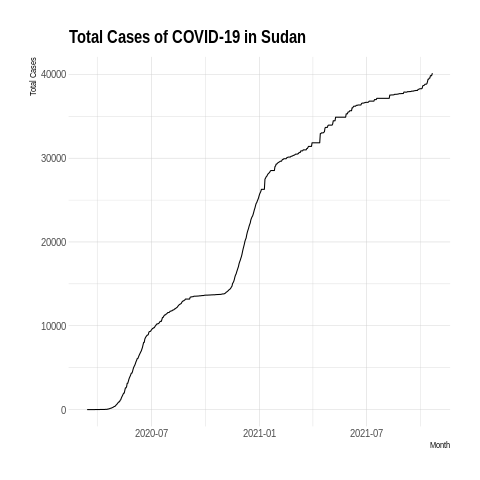 Total Cases of COVID-19 in Sudan
Total Cases
40000
30000
20000
10000
0
2020-07 2021-01 2021-07
Month